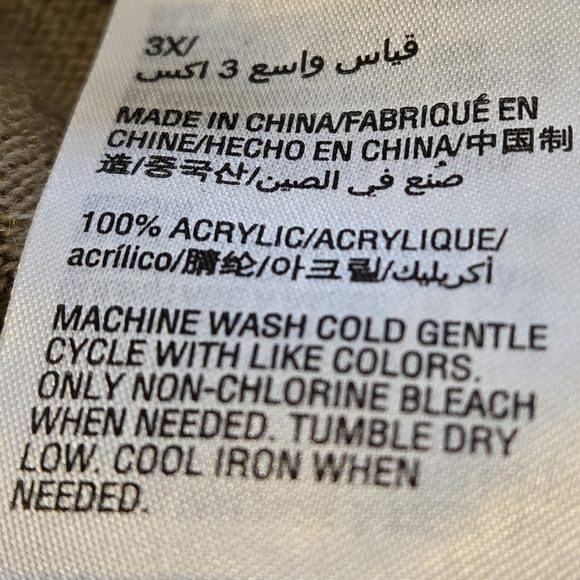 3X/
قياس واسع 3 اكس
MADE IN CHINA/FABRIQUÉ EN
CHINE/HECHO EN CHINA/中国制
造/중국산/صُنع في الصين
100% ACRYLIC/ACRYLIQUE/
acrílico/腈纶/아크릴/أكريليك
MACHINE WASH COLD GENTLE
CYCLE WITH LIKE COLORS.
ONLY NON-CHLORINE BLEACH
WHEN NEEDED. TUMBLE DRY
LOW. COOL IRON WHEN
NEEDED.